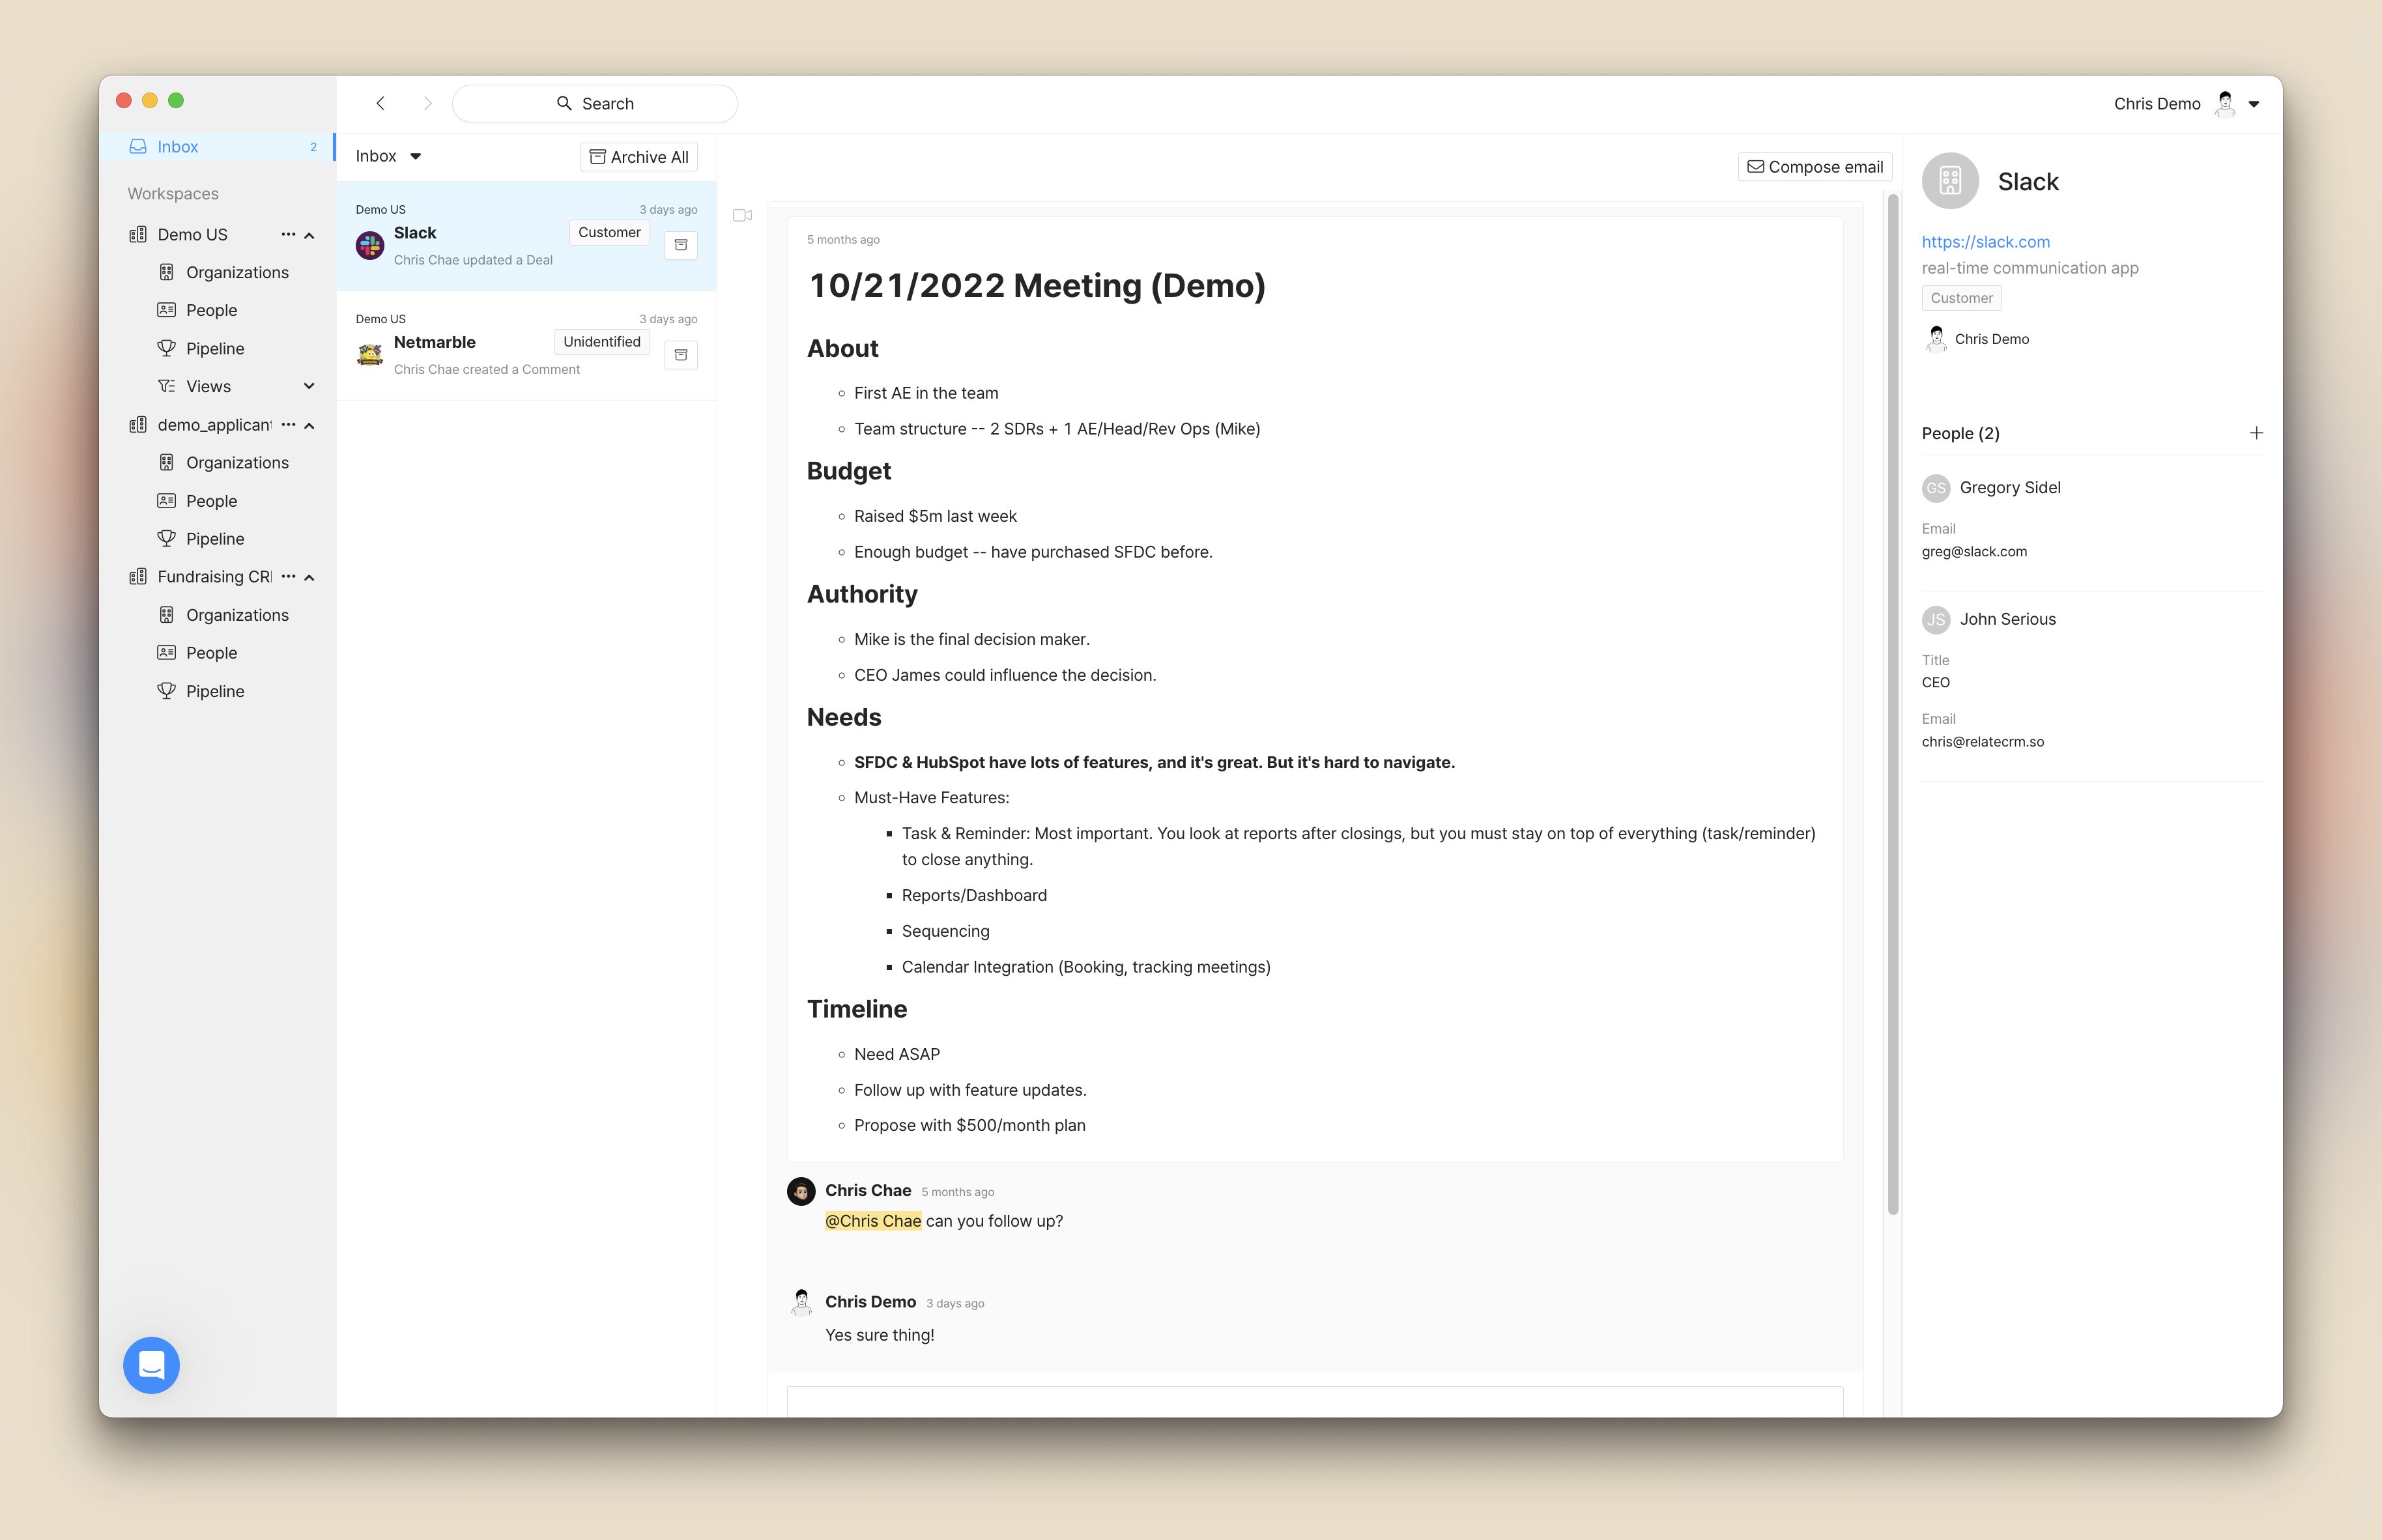 Search
Chris Demo
Inbox
2
Workspaces
Demo US
Organizations
People
Pipeline
Views
demo_applicant
Organizations
People
Pipeline
Fundraising CR
Organizations
People
Pipeline
Inbox
Archive All
Demo US
3 days ago
Slack
Customer
Chris Chae updated a Deal
Demo US
3 days ago
Netmarble
Unidentified
Chris Chae created a Comment
Compose email
5 months ago
10/21/2022 Meeting (Demo)
About
First AE in the team
Team structure -- 2 SDRs + 1 AE/Head/Rev Ops (Mike)
Budget
Raised $5m last week
Enough budget -- have purchased SFDC before.
Authority
Mike is the final decision maker.
CEO James could influence the decision.
Needs
SFDC & HubSpot have lots of features, and it's great. But it's hard to navigate.
Must-Have Features:
Task & Reminder: Most important. You look at reports after closings, but you must stay on top of everything (task/reminder)
to close anything.
Reports/Dashboard
Sequencing
Calendar Integration (Booking, tracking meetings)
Timeline
Need ASAP
Follow up with feature updates.
Propose with $500/month plan
Chris Chae 5 months ago
@Chris Chae can you follow up?
Chris Demo 3 days ago
Yes sure thing!
Slack
https://slack.com
real-time communication app
Customer
Chris Demo
People (2)
GS Gregory Sidel
Email
greg@slack.com
JS John Serious
Title
CEO
Email
chris@relatecrm.so